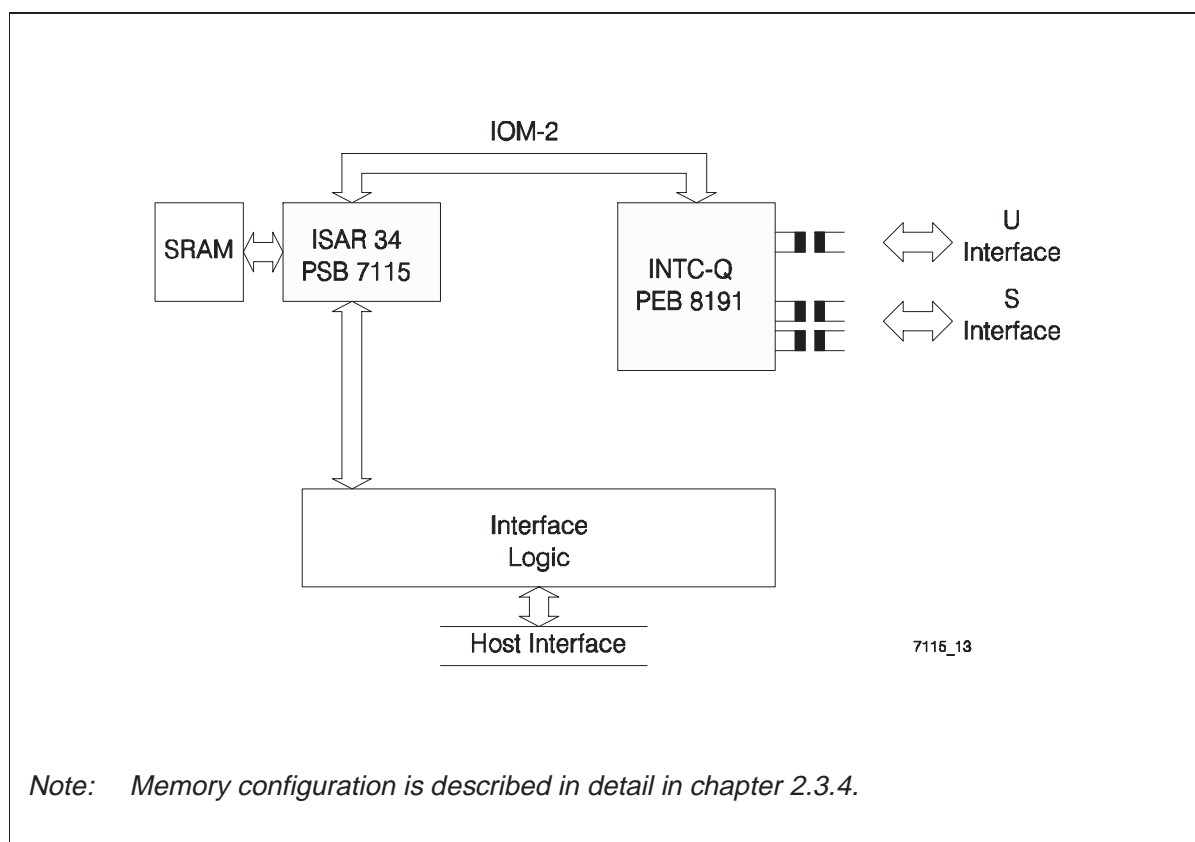 IOM-2
SRAM
ISAR 34
PSB 7115
INTC-Q
PEB 8191
U
Interface
S
Interface
Interface
Logic
Host Interface
7115_13
Note: Memory configuration is described in detail in chapter 2.3.4.